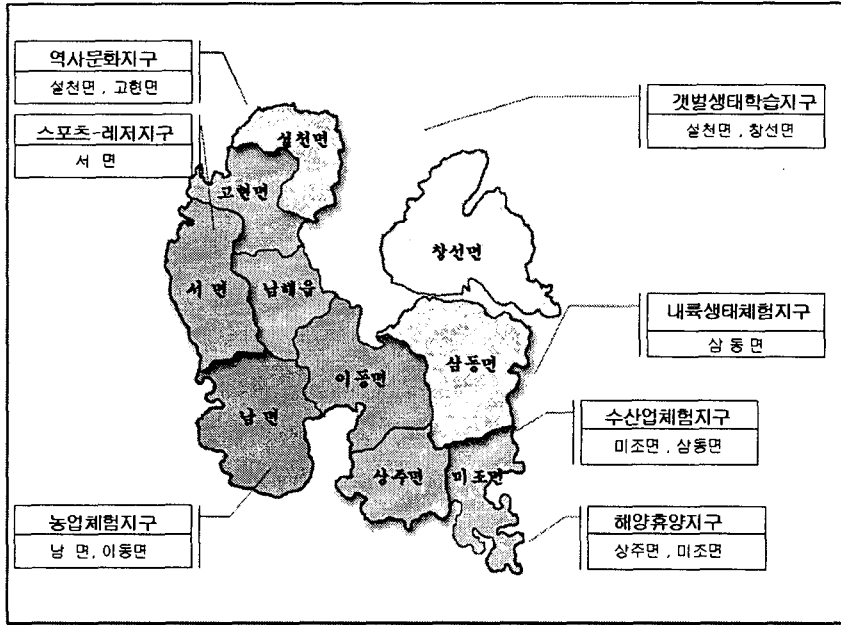 역사문화지구
설천면 , 고현면
스포츠-레저지구
서 면
갯벌생태학습지구
설천면 , 창선면
설천면
고현면
창선면
서 면
남해읍
내륙생태체험지구
삼 동 면
삼동면
이동면
남 면
수산업체험지구
미조면 , 삼동면
상주면
미조면
농업체험지구
남 면 , 이동면
해양휴양지구
상주면 , 미조면